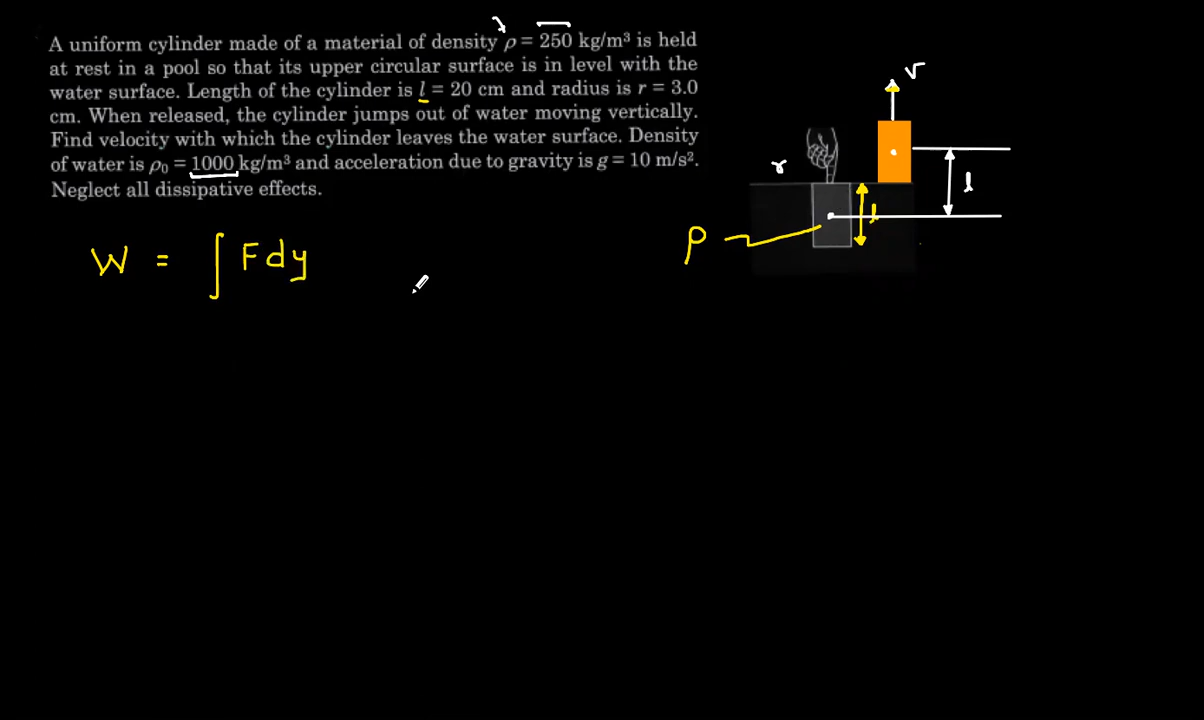 A uniform cylinder made of a material of density ρ = 250 kg/m³ is held
at rest in a pool so that its upper circular surface is in level with the
water surface. Length of the cylinder is l = 20 cm and radius is r = 3.0
cm. When released, the cylinder jumps out of water moving vertically.
Find velocity with which the cylinder leaves the water surface. Density
of water is ρ₀ = 1000 kg/m³ and acceleration due to gravity is g = 10 m/s².
Neglect all dissipative effects.
v
r
l
l
ρ
W = ∫ F dy